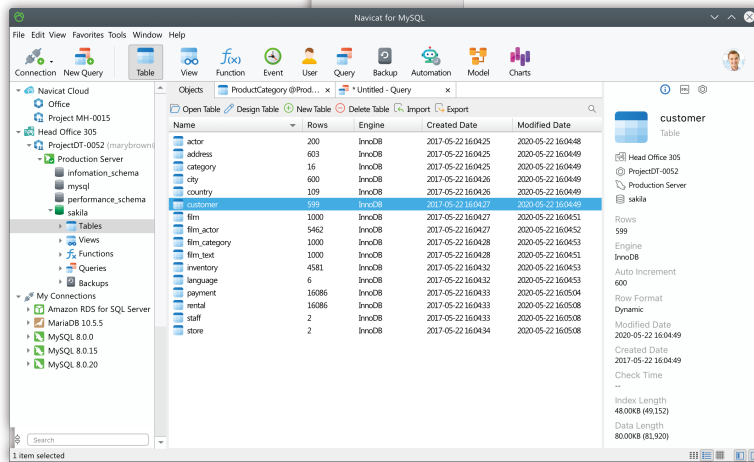 Navicat for MySQL
File Edit View Favorites Tools Window Help
Connection New Query Table View Function Event User Query Backup Automation Model Charts
Objects ProductCategory @Prod... × * Untitled - Query ×
Open Table Design Table New Table Delete Table Import Export
Name Rows Engine Created Date Modified Date
actor 200 InnoDB 2017-05-22 16:04:25 2020-05-22 16:04:48
address 603 InnoDB 2017-05-22 16:04:25 2020-05-22 16:04:49
category 16 InnoDB 2017-05-22 16:04:25 2020-05-22 16:04:49
city 600 InnoDB 2017-05-22 16:04:26 2020-05-22 16:04:49
country 109 InnoDB 2017-05-22 16:04:26 2020-05-22 16:04:49
customer 599 InnoDB 2017-05-22 16:04:27 2020-05-22 16:04:49
film 1000 InnoDB 2017-05-22 16:04:27 2020-05-22 16:04:51
film_actor 5462 InnoDB 2017-05-22 16:04:27 2020-05-22 16:04:52
film_category 1000 InnoDB 2017-05-22 16:04:28 2020-05-22 16:04:53
film_text 1000 InnoDB 2017-05-22 16:04:28 2020-05-22 16:04:51
inventory 4581 InnoDB 2017-05-22 16:04:32 2020-05-22 16:04:53
language 6 InnoDB 2017-05-22 16:04:32 2020-05-22 16:04:53
payment 16086 InnoDB 2017-05-22 16:04:33 2020-05-22 16:05:04
rental 16086 InnoDB 2017-05-22 16:04:33 2020-05-22 16:05:08
staff 2 InnoDB 2017-05-22 16:04:33 2020-05-22 16:05:08
store 2 InnoDB 2017-05-22 16:04:34 2020-05-22 16:05:08
Navicat Cloud
Office
Project MH-0015
Head Office 305
ProjectDT-0052 (marybrown
Production Server
infomation_schema
mysql
performance_schema
sakila
Tables
Views
Functions
Queries
Backups
My Connections
Amazon RDS for SQL Server
MariaDB 10.5.5
MySQL 8.0.0
MySQL 8.0.15
MySQL 8.0.20
Search
1 item selected
customer
Table
Head Office 305
ProjectDT-0052
Production Server
sakila
Rows
599
Engine
InnoDB
Auto Increment
600
Row Format
Dynamic
Modified Date
2020-05-22 16:04:49
Created Date
2017-05-22 16:04:49
Check Time
--
Index Length
48.00KB (49,152)
Data Length
80.00KB (81,920)